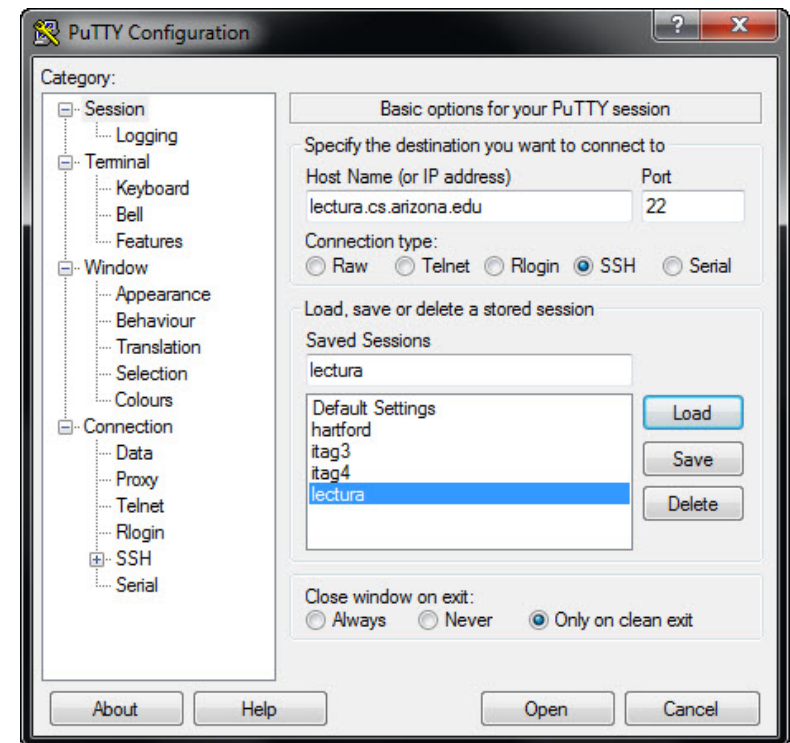 PuTTY Configuration
?
X
Category:
Session
Logging
Terminal
Keyboard
Bell
Features
Window
Appearance
Behaviour
Translation
Selection
Colours
Connection
Data
Proxy
Telnet
Rlogin
SSH
Serial
Basic options for your PuTTY session
Specify the destination you want to connect to
Host Name (or IP address) Port
lectura.cs.arizona.edu 22
Connection type:
Raw Telnet Rlogin SSH Serial
Load, save or delete a stored session
Saved Sessions
lectura
Default Settings
hartford
itag3
itag4
lectura
Load
Save
Delete
Close window on exit:
Always Never Only on clean exit
About Help Open Cancel